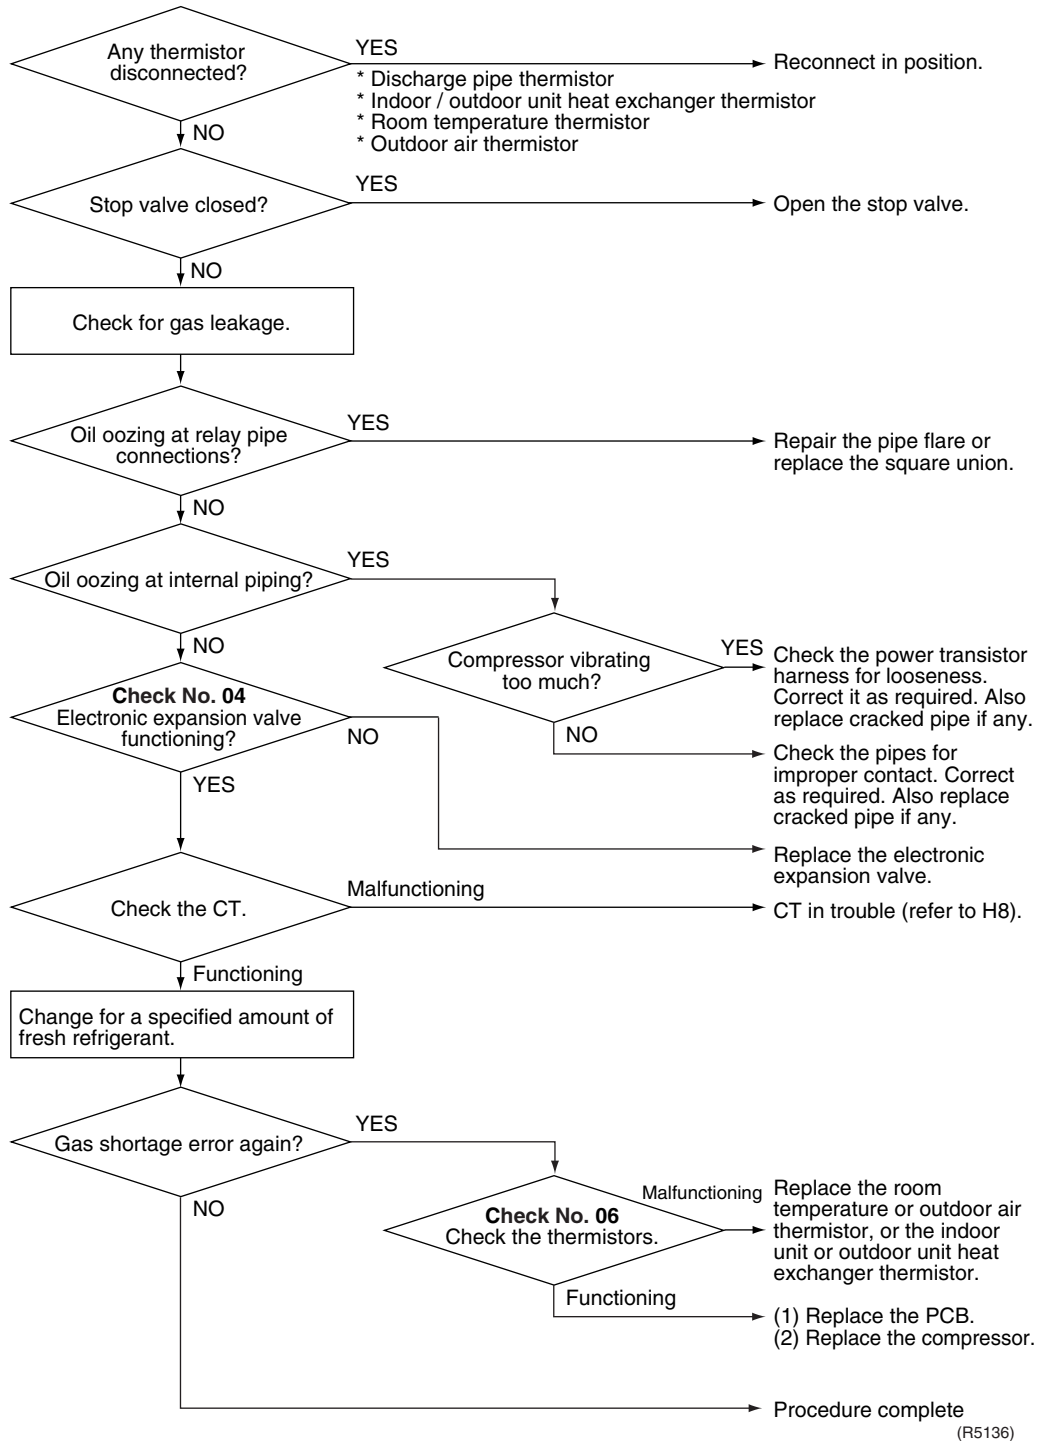 Any thermistor
disconnected?
YES
* Discharge pipe thermistor
* Indoor / outdoor unit heat exchanger thermistor
* Room temperature thermistor
* Outdoor air thermistor
Reconnect in position.
NO
Stop valve closed?
YES
Open the stop valve.
NO
Check for gas leakage.
Oil oozing at relay pipe
connections?
YES
Repair the pipe flare or
replace the square union.
NO
Oil oozing at internal piping?
YES
NO
Compressor vibrating
too much?
YES
Check the power transistor
harness for looseness.
Correct it as required. Also
replace cracked pipe if any.
NO
Check the pipes for
improper contact. Correct
as required. Also replace
cracked pipe if any.
Check No. 04
Electronic expansion valve
functioning?
NO
Replace the electronic
expansion valve.
YES
Check the CT.
Malfunctioning
CT in trouble (refer to H8).
Functioning
Change for a specified amount of
fresh refrigerant.
Gas shortage error again?
YES
NO
Check No. 06
Check the thermistors.
Malfunctioning
Replace the room
temperature or outdoor air
thermistor, or the indoor
unit or outdoor unit heat
exchanger thermistor.
Functioning
(1) Replace the PCB.
(2) Replace the compressor.
Procedure complete
(R5136)